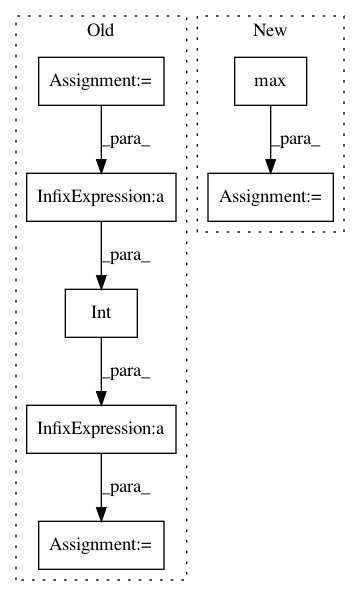 Old
Assignment:=
_para_
InfixExpression:a
_para_
Int
_para_
InfixExpression:a
_para_
Assignment:=
New
max
_para_
Assignment:=